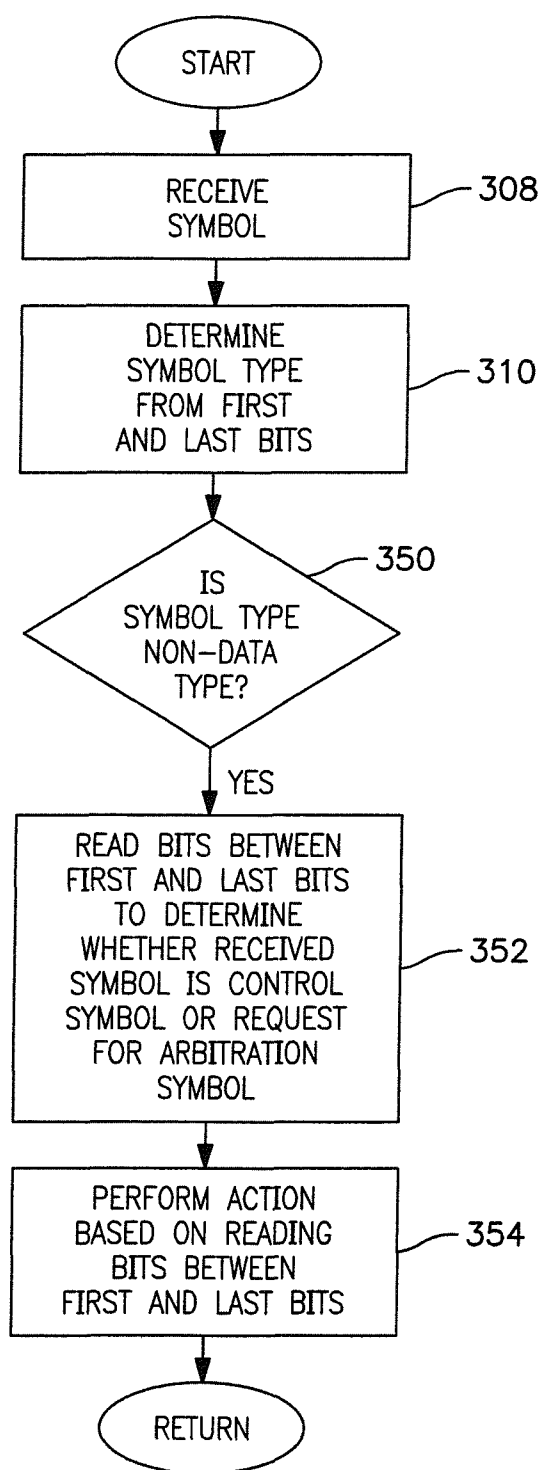 START
RECEIVE
SYMBOL
308
DETERMINE
SYMBOL TYPE
FROM FIRST
AND LAST BITS
310
350
IS
SYMBOL TYPE
NON-DATA
TYPE?
YES
READ BITS BETWEEN
FIRST AND LAST BITS
TO DETERMINE
WHETHER RECEIVED
SYMBOL IS CONTROL
SYMBOL OR REQUEST
FOR ARBITRATION
SYMBOL
352
PERFORM ACTION
BASED ON READING
BITS BETWEEN
FIRST AND LAST BITS
354
RETURN